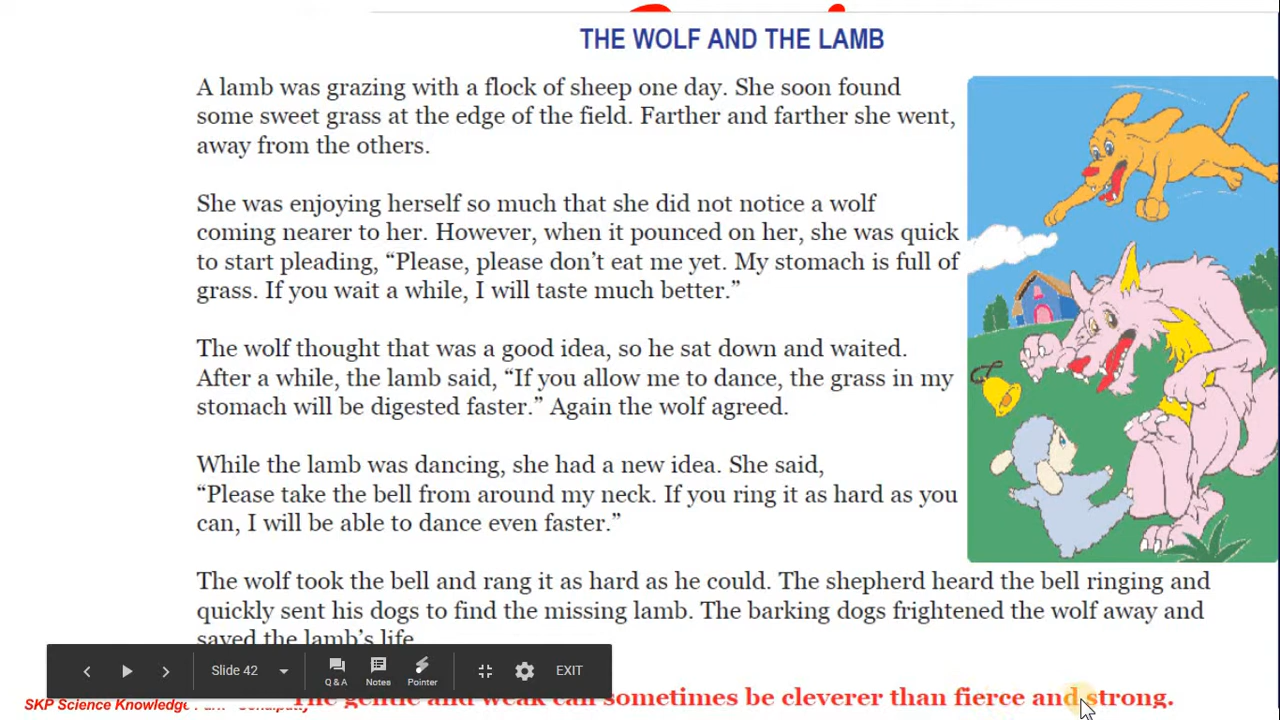 THE WOLF AND THE LAMB
A lamb was grazing with a flock of sheep one day. She soon found
some sweet grass at the edge of the field. Farther and farther she went,
away from the others.
She was enjoying herself so much that she did not notice a wolf
coming nearer to her. However, when it pounced on her, she was quick
to start pleading, “Please, please don’t eat me yet. My stomach is full of
grass. If you wait a while, I will taste much better.”
The wolf thought that was a good idea, so he sat down and waited.
After a while, the lamb said, “If you allow me to dance, the grass in my
stomach will be digested faster.” Again the wolf agreed.
While the lamb was dancing, she had a new idea. She said,
“Please take the bell from around my neck. If you ring it as hard as you
can, I will be able to dance even faster.”
The wolf took the bell and rang it as hard as he could. The shepherd heard the bell ringing and
quickly sent his dogs to find the missing lamb. The barking dogs frightened the wolf away and
saved the lamb’s life
Slide 42
Q & A Notes Pointer
EXIT
The gentle and weak can sometimes be cleverer than fierce and strong.
SKP Science Knowledge